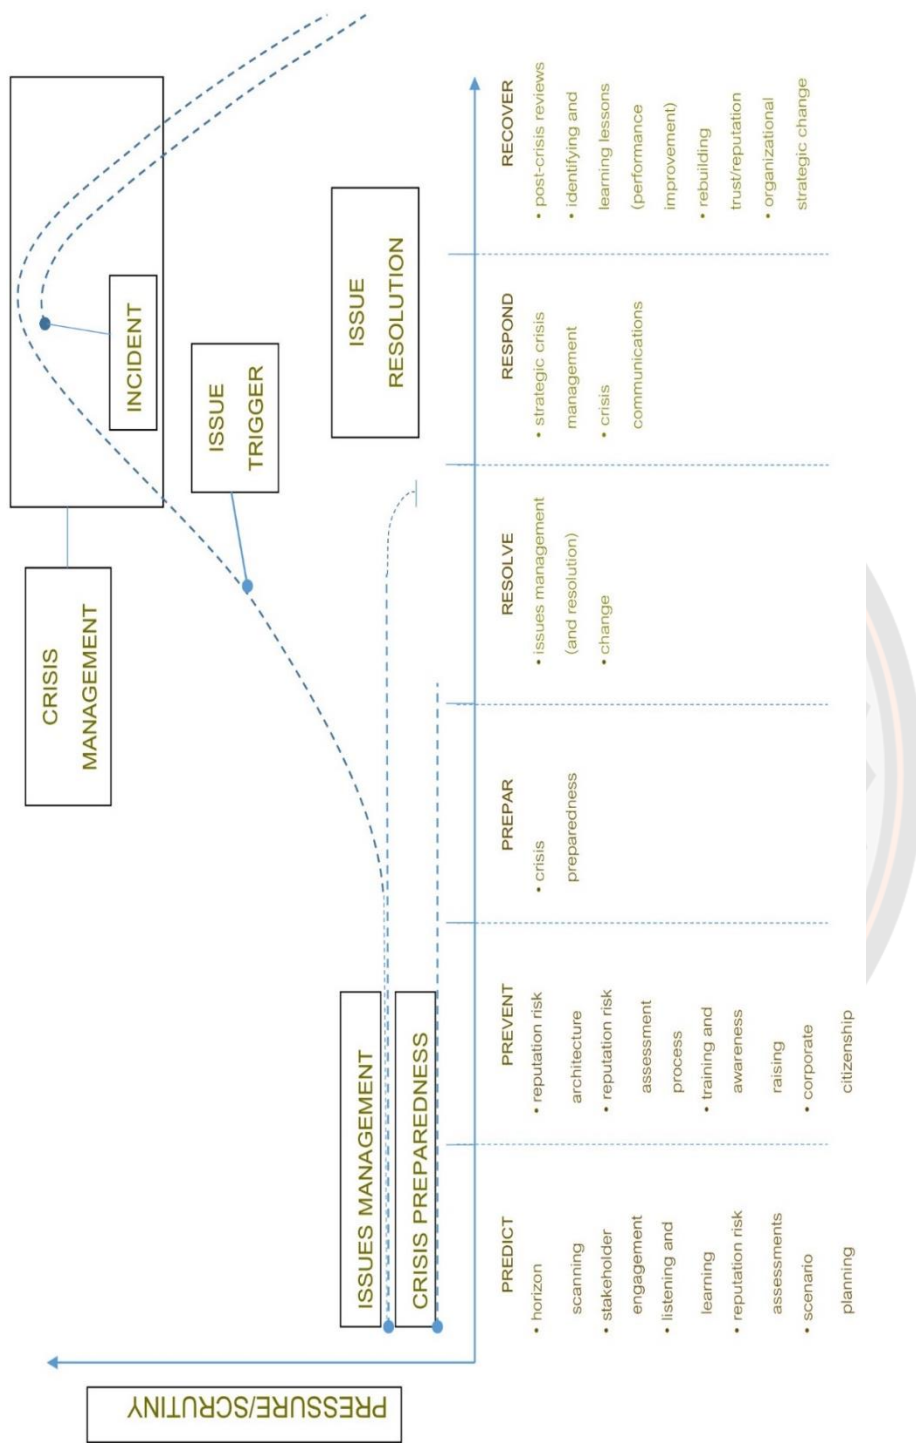 PRESSURE/SCRUTINY
CRISIS
MANAGEMENT
INCIDENT
ISSUE
TRIGGER
ISSUE
RESOLUTION
ISSUES MANAGEMENT
CRISIS PREPAREDNESS
PREDICT
• horizon
scanning
• stakeholder
engagement
• listening and
learning
• reputation risk
assessments
• scenario
planning
PREVENT
• reputation risk
architecture
• reputation risk
assessment
process
• training and
awareness
raising
• corporate
citizenship
PREPAR
• crisis
preparedness
RESOLVE
• issues management
(and resolution)
• change
RESPOND
• strategic crisis
management
• crisis
communications
RECOVER
• post-crisis reviews
• identifying and
learning lessons
(performance
improvement)
• rebuilding
trust/reputation
• organizational
strategic change